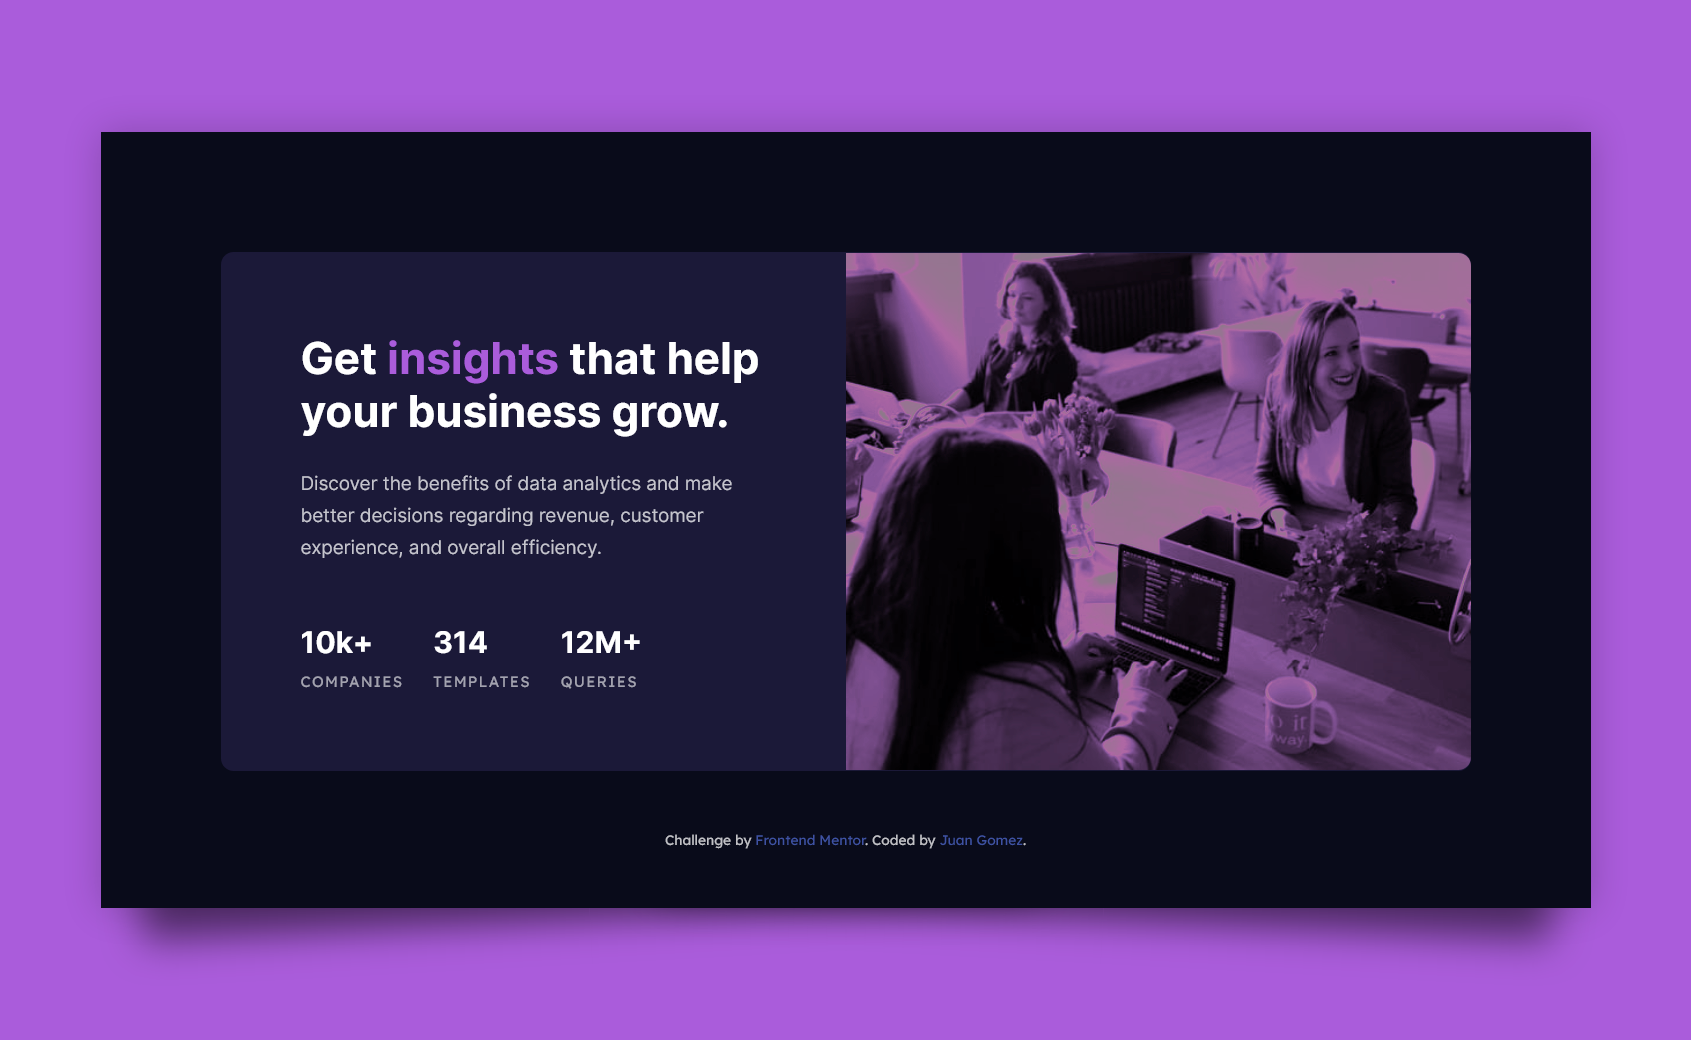 Get insights that help
your business grow.
Discover the benefits of data analytics and make
better decisions regarding revenue, customer
experience, and overall efficiency.
10k+ 314 12M+
COMPANIES TEMPLATES QUERIES
Challenge by Frontend Mentor. Coded by Juan Gomez.